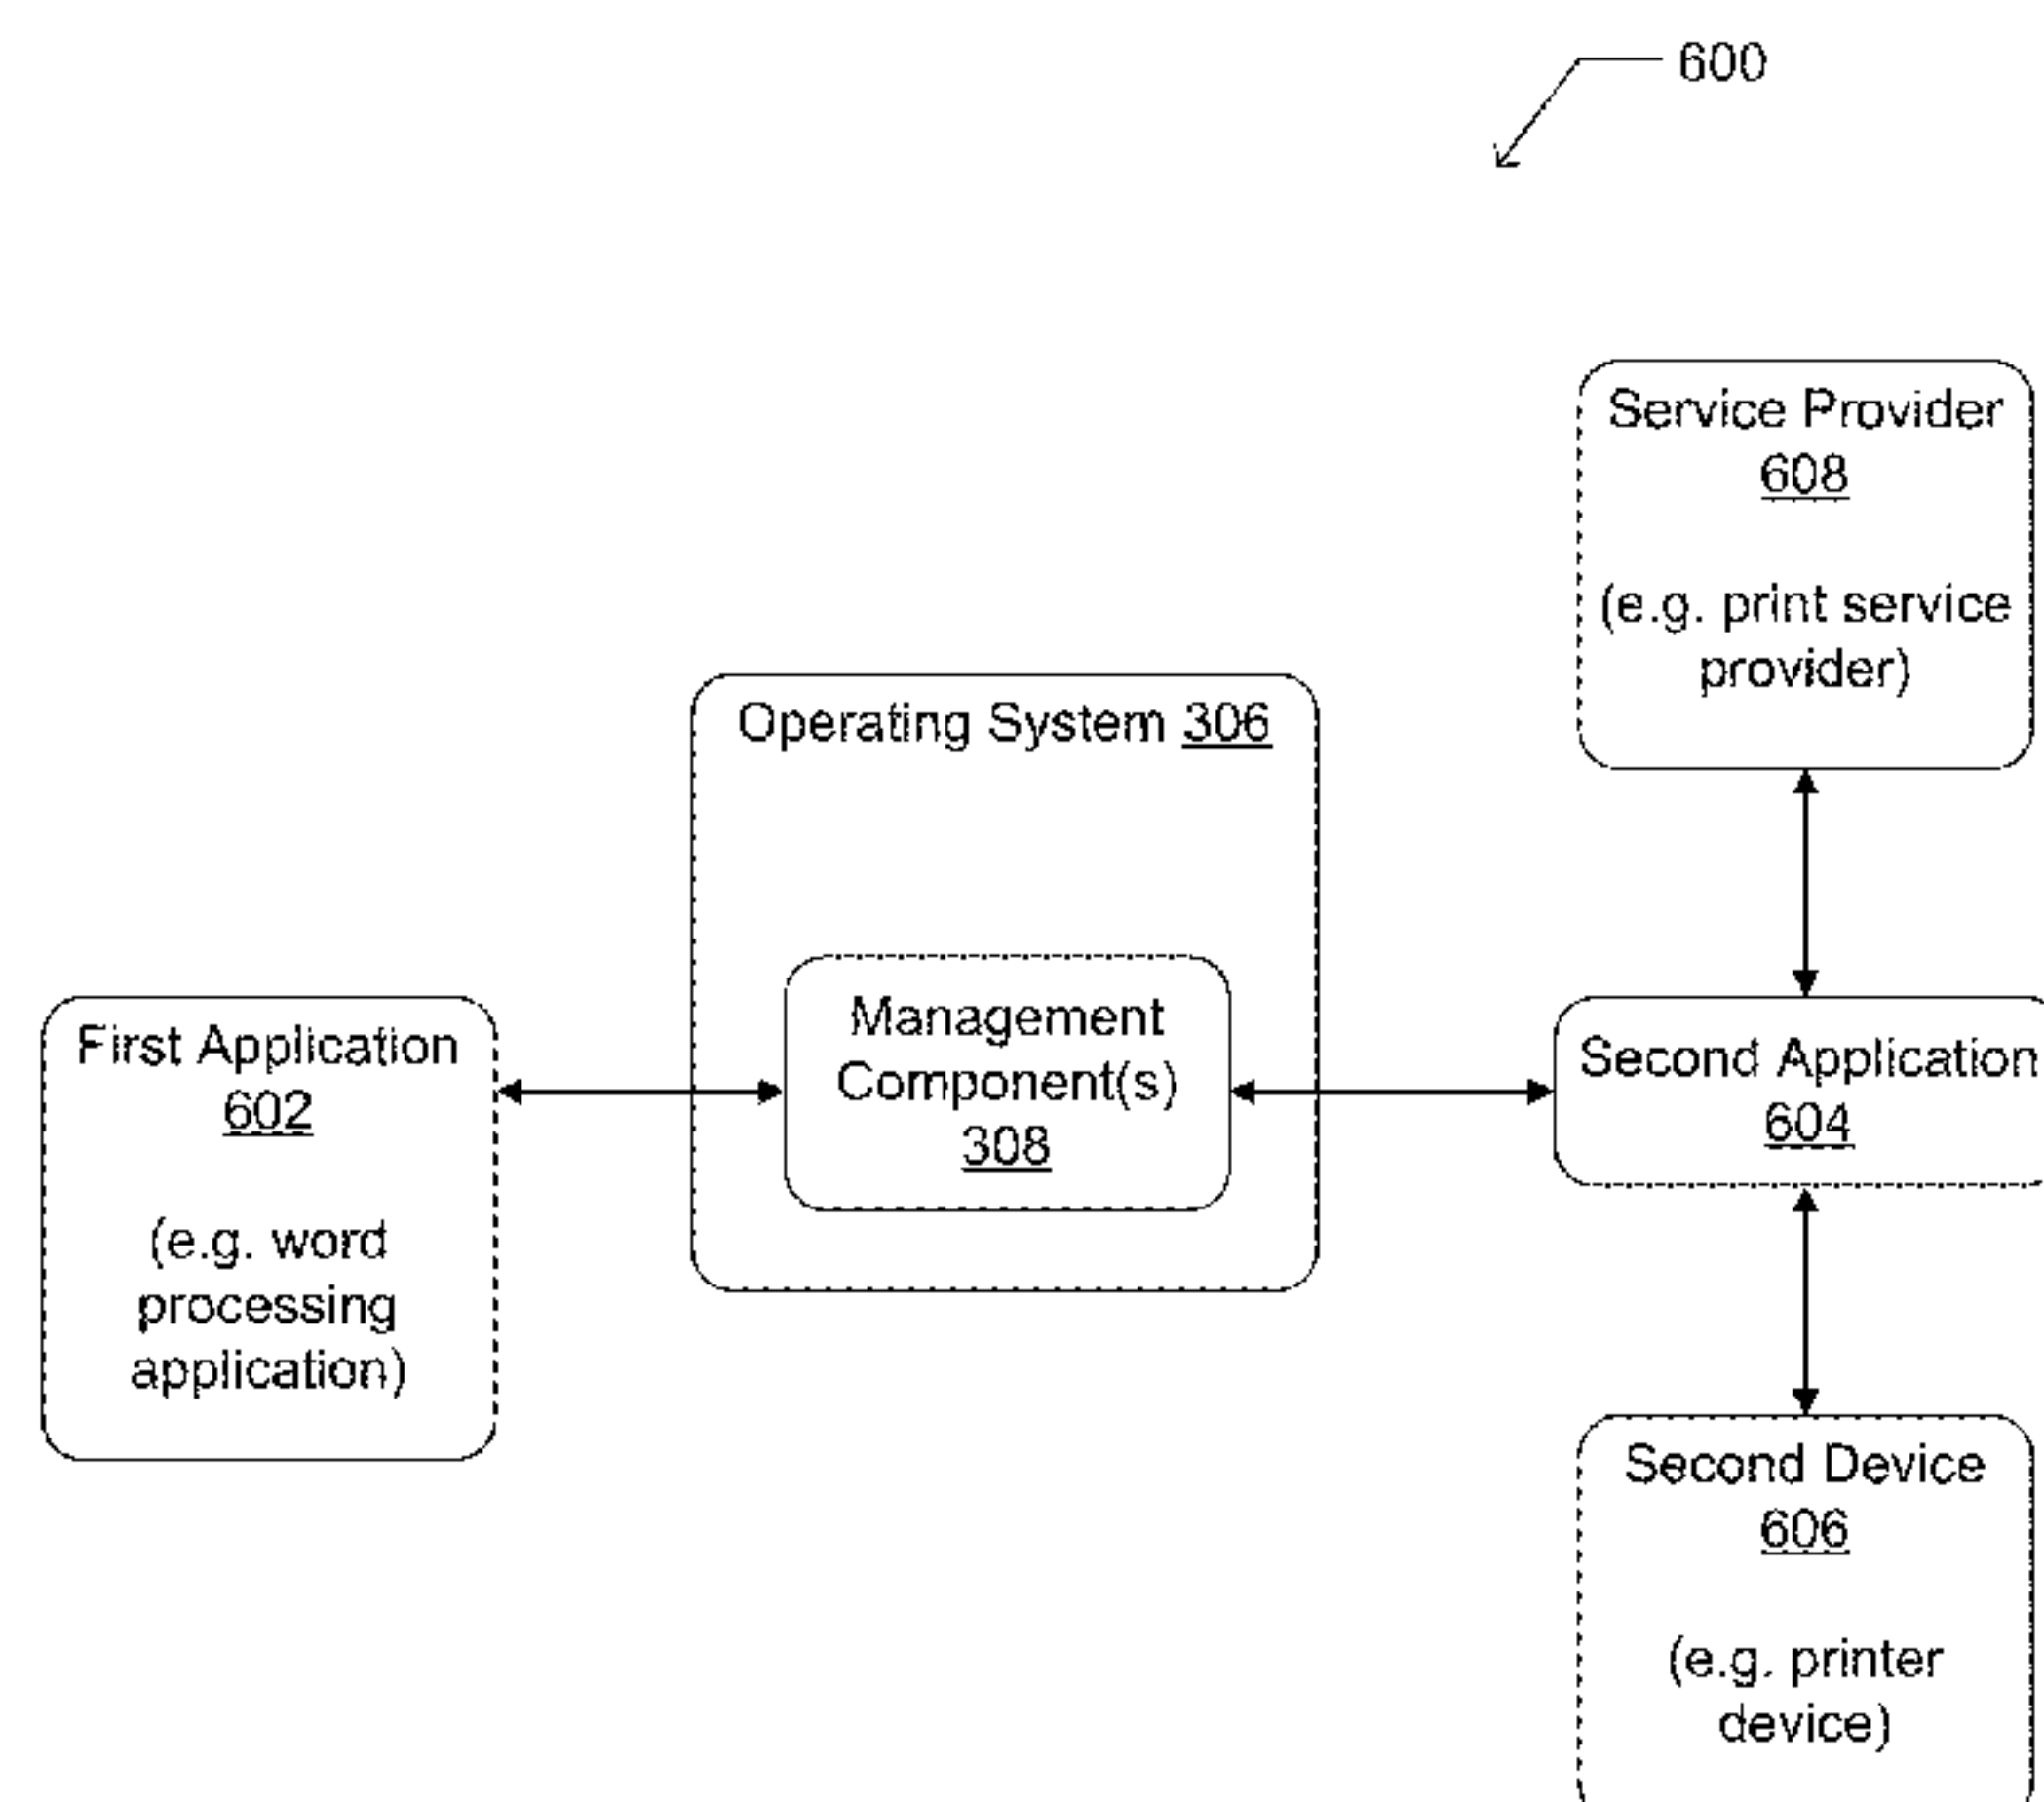 600
Service Provider
608
(e.g. print service
provider)
Operating System 306
Management
Component(s)
308
First Application
602
(e.g. word
processing
application)
Second Application
604
Second Device
606
(e.g. printer
device)